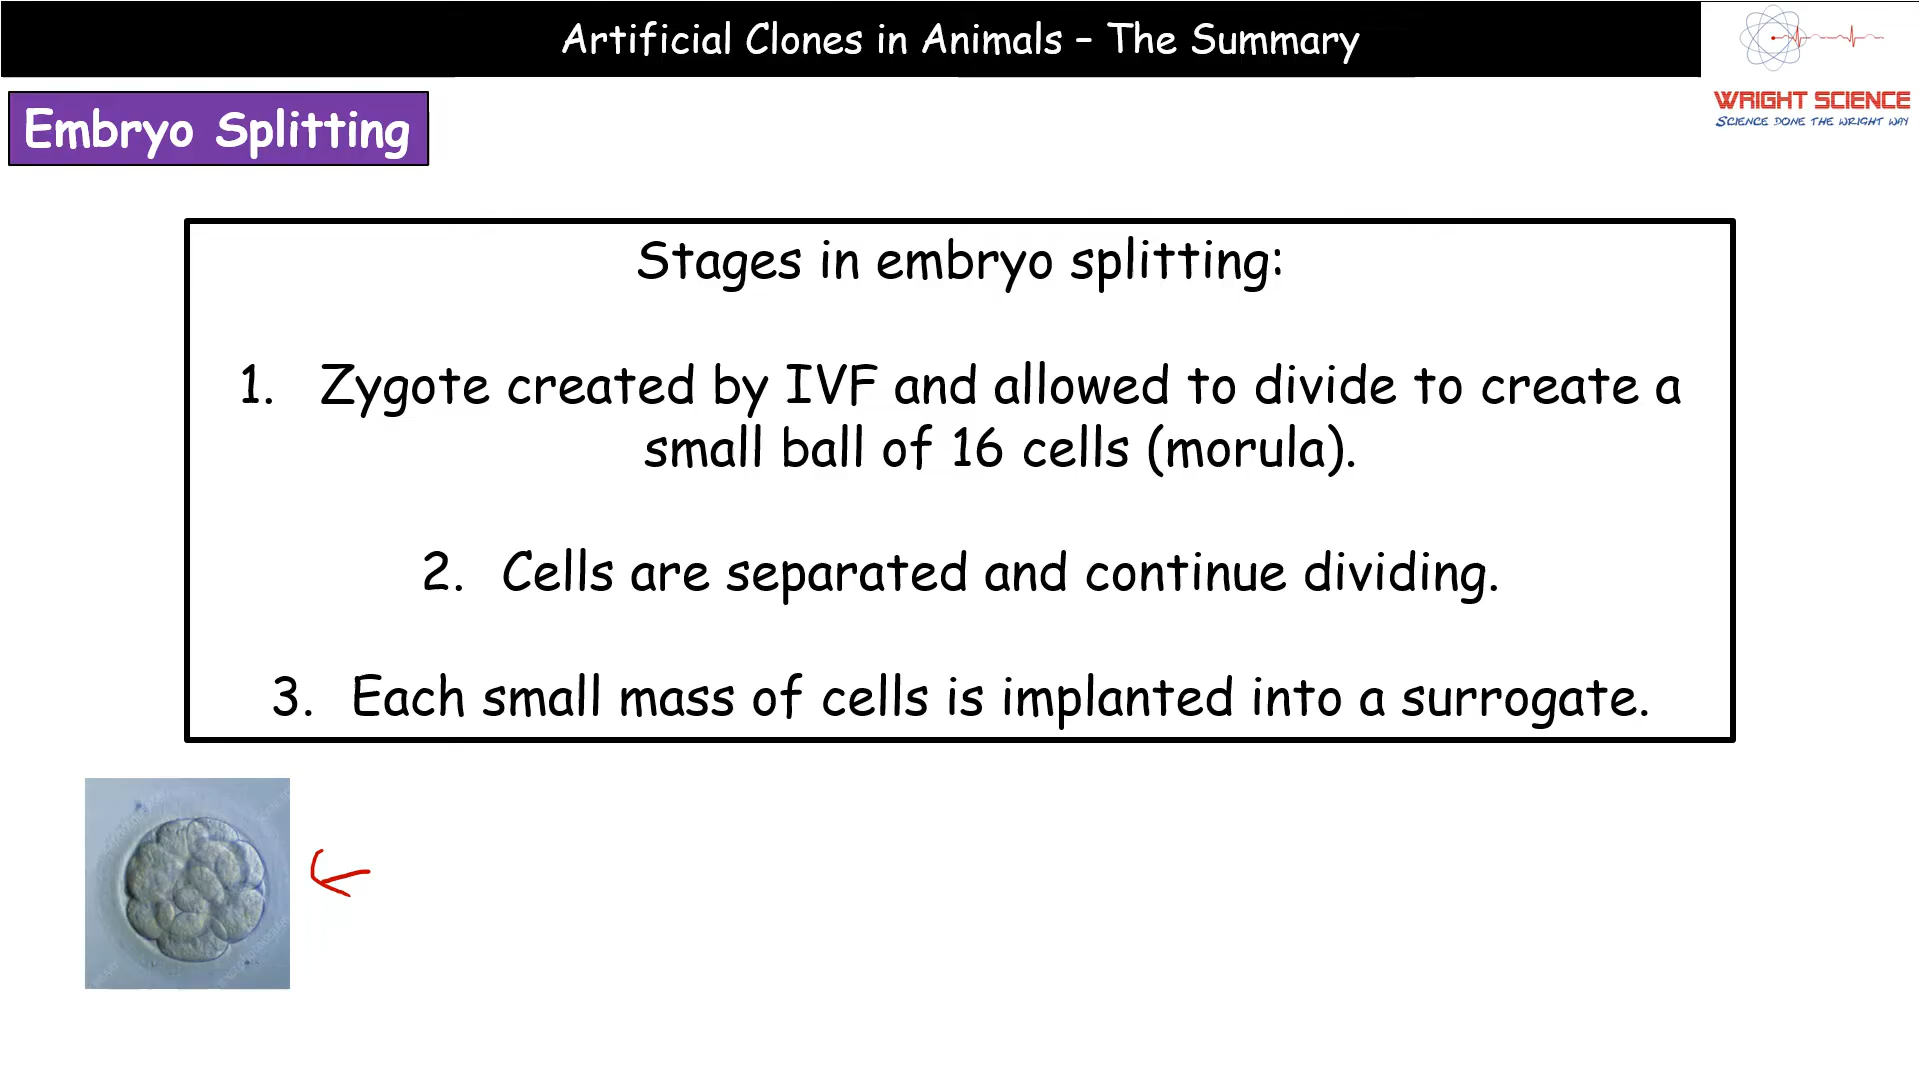 Artificial Clones in Animals – The Summary
WRIGHT SCIENCE
SCIENCE DONE THE WRIGHT WAY
Embryo Splitting
Stages in embryo splitting:
1. Zygote created by IVF and allowed to divide to create a
small ball of 16 cells (morula).
2. Cells are separated and continue dividing.
3. Each small mass of cells is implanted into a surrogate.